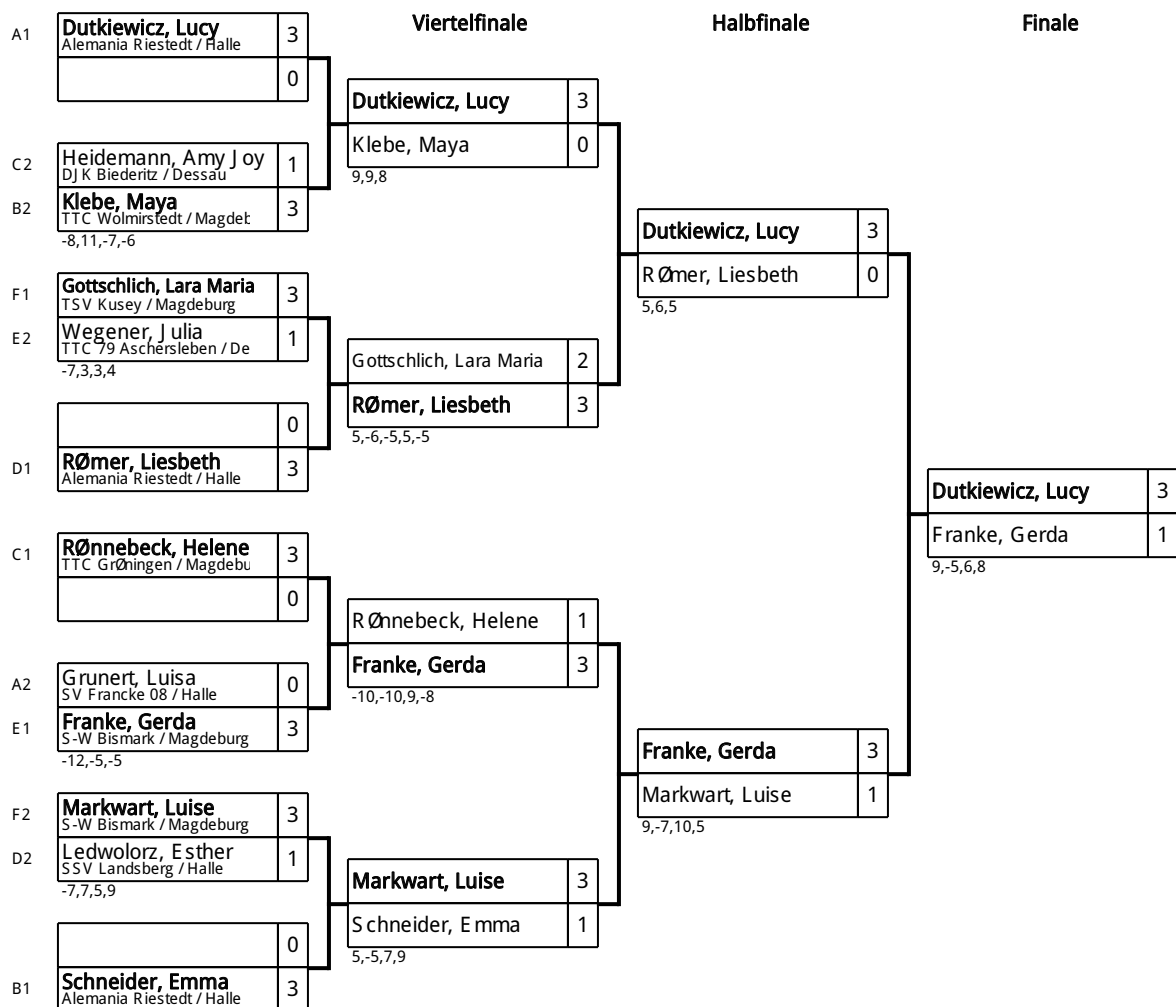 Viertelfinale
Halbfinale
Finale
A1
Dutkiewicz, Lucy
3
Alemania Riestedt / Halle
0
C2
Heidemann, Amy Joy
1
DJK Biederitz / Dessau
B2
Klebe, Maya
3
TTC Wolmirstedt / Magdeb
-8,11,-7,-6
F1
Gottschlich, Lara Maria
3
TSV Kusey / Magdeburg
E2
Wegener, Julia
1
TTC 79 Aschersleben / De
-7,3,3,4
0
D1
RØmer, Liesbeth
3
Alemania Riestedt / Halle
C1
RØnnebeck, Helene
3
TTC GrØningen / Magdebu
0
A2
Grunert, Luisa
0
SV Francke 08 / Halle
E1
Franke, Gerda
3
S-W Bismark / Magdeburg
-12,-5,-5
F2
Markwart, Luise
3
S-W Bismark / Magdeburg
D2
Ledwolorz, Esther
1
SSV Landsberg / Halle
-7,7,5,9
0
B1
Schneider, Emma
3
Alemania Riestedt / Halle
Dutkiewicz, Lucy
3
Klebe, Maya
0
9,9,8
Gottschlich, Lara Maria
2
RØmer, Liesbeth
3
5,-6,-5,5,-5
RØnnebeck, Helene
1
Franke, Gerda
3
-10,-10,9,-8
Markwart, Luise
3
Schneider, Emma
1
5,-5,7,9
Dutkiewicz, Lucy
3
RØmer, Liesbeth
0
5,6,5
Franke, Gerda
3
Markwart, Luise
1
9,-7,10,5
Dutkiewicz, Lucy
3
Franke, Gerda
1
9,-5,6,8